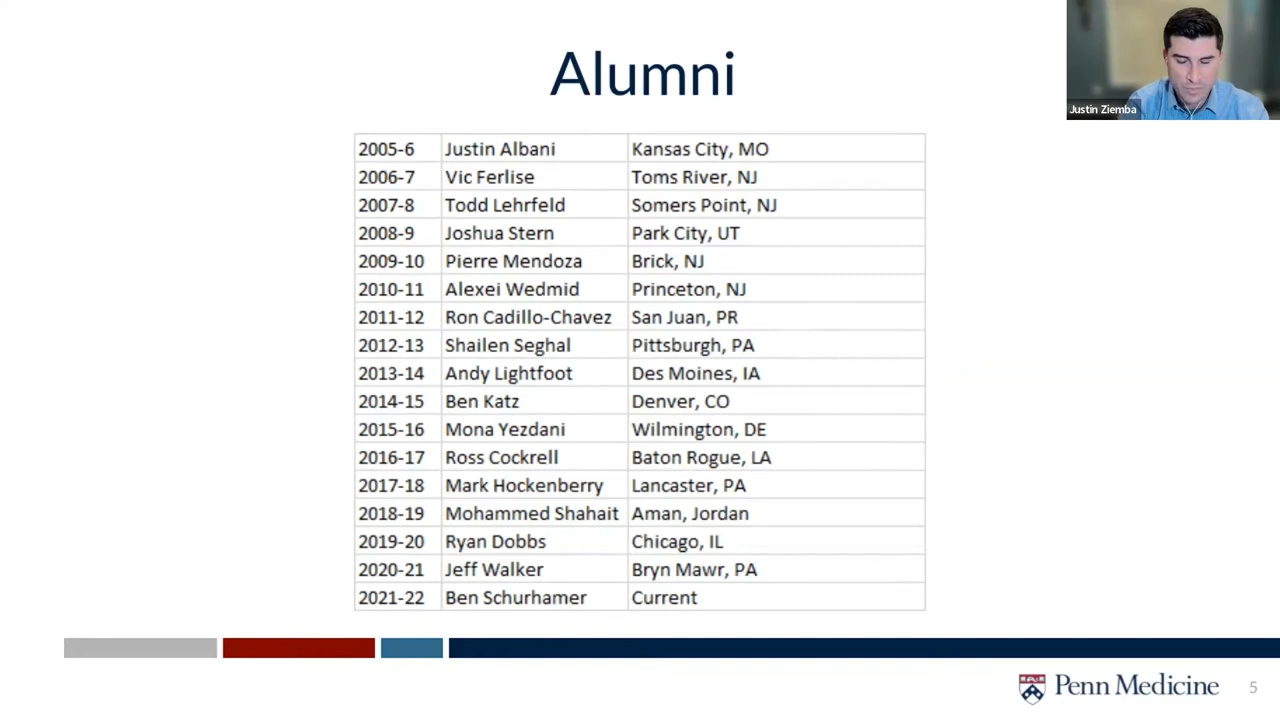 Alumni
Justin Ziemba
2005-6 Justin Albani Kansas City, MO
2006-7 Vic Ferlise Toms River, NJ
2007-8 Todd Lehrfeld Somers Point, NJ
2008-9 Joshua Stern Park City, UT
2009-10 Pierre Mendoza Brick, NJ
2010-11 Alexei Wedmid Princeton, NJ
2011-12 Ron Cadillo-Chavez San Juan, PR
2012-13 Shailen Seghal Pittsburgh, PA
2013-14 Andy Lightfoot Des Moines, IA
2014-15 Ben Katz Denver, CO
2015-16 Mona Yezdani Wilmington, DE
2016-17 Ross Cockrell Baton Rogue, LA
2017-18 Mark Hockenberry Lancaster, PA
2018-19 Mohammed Shahait Aman, Jordan
2019-20 Ryan Dobbs Chicago, IL
2020-21 Jeff Walker Bryn Mawr, PA
2021-22 Ben Schurhamer Current
Penn Medicine 5